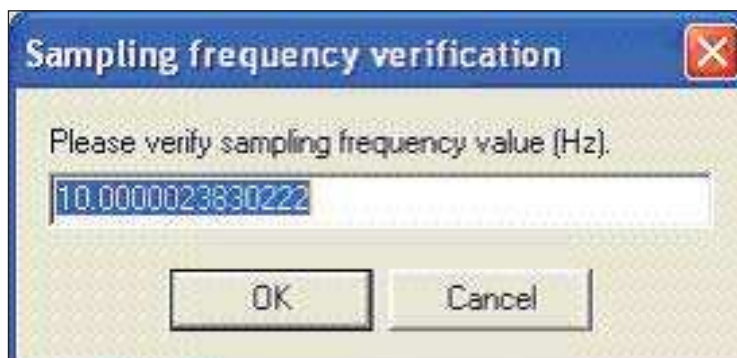 Sampling frequency verification
Please verify sampling frequency value (Hz).
10.0000023830222
OK Cancel